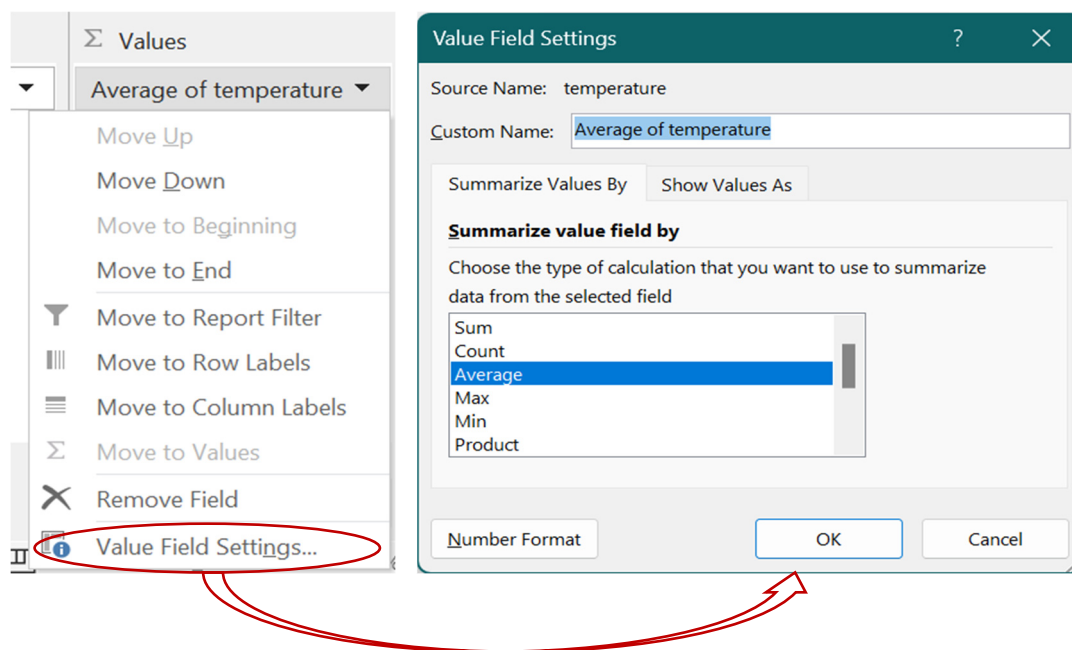 Σ Values
Average of temperature
Move Up
Move Down
Move to Beginning
Move to End
Move to Report Filter
Move to Row Labels
Move to Column Labels
Σ Move to Values
Remove Field
Value Field Settings...
Value Field Settings ?
Source Name: temperature
Custom Name: Average of temperature
Summarize Values By Show Values As
Summarize value field by
Choose the type of calculation that you want to use to summarize
data from the selected field
Sum
Count
Average
Max
Min
Product
Number Format OK Cancel